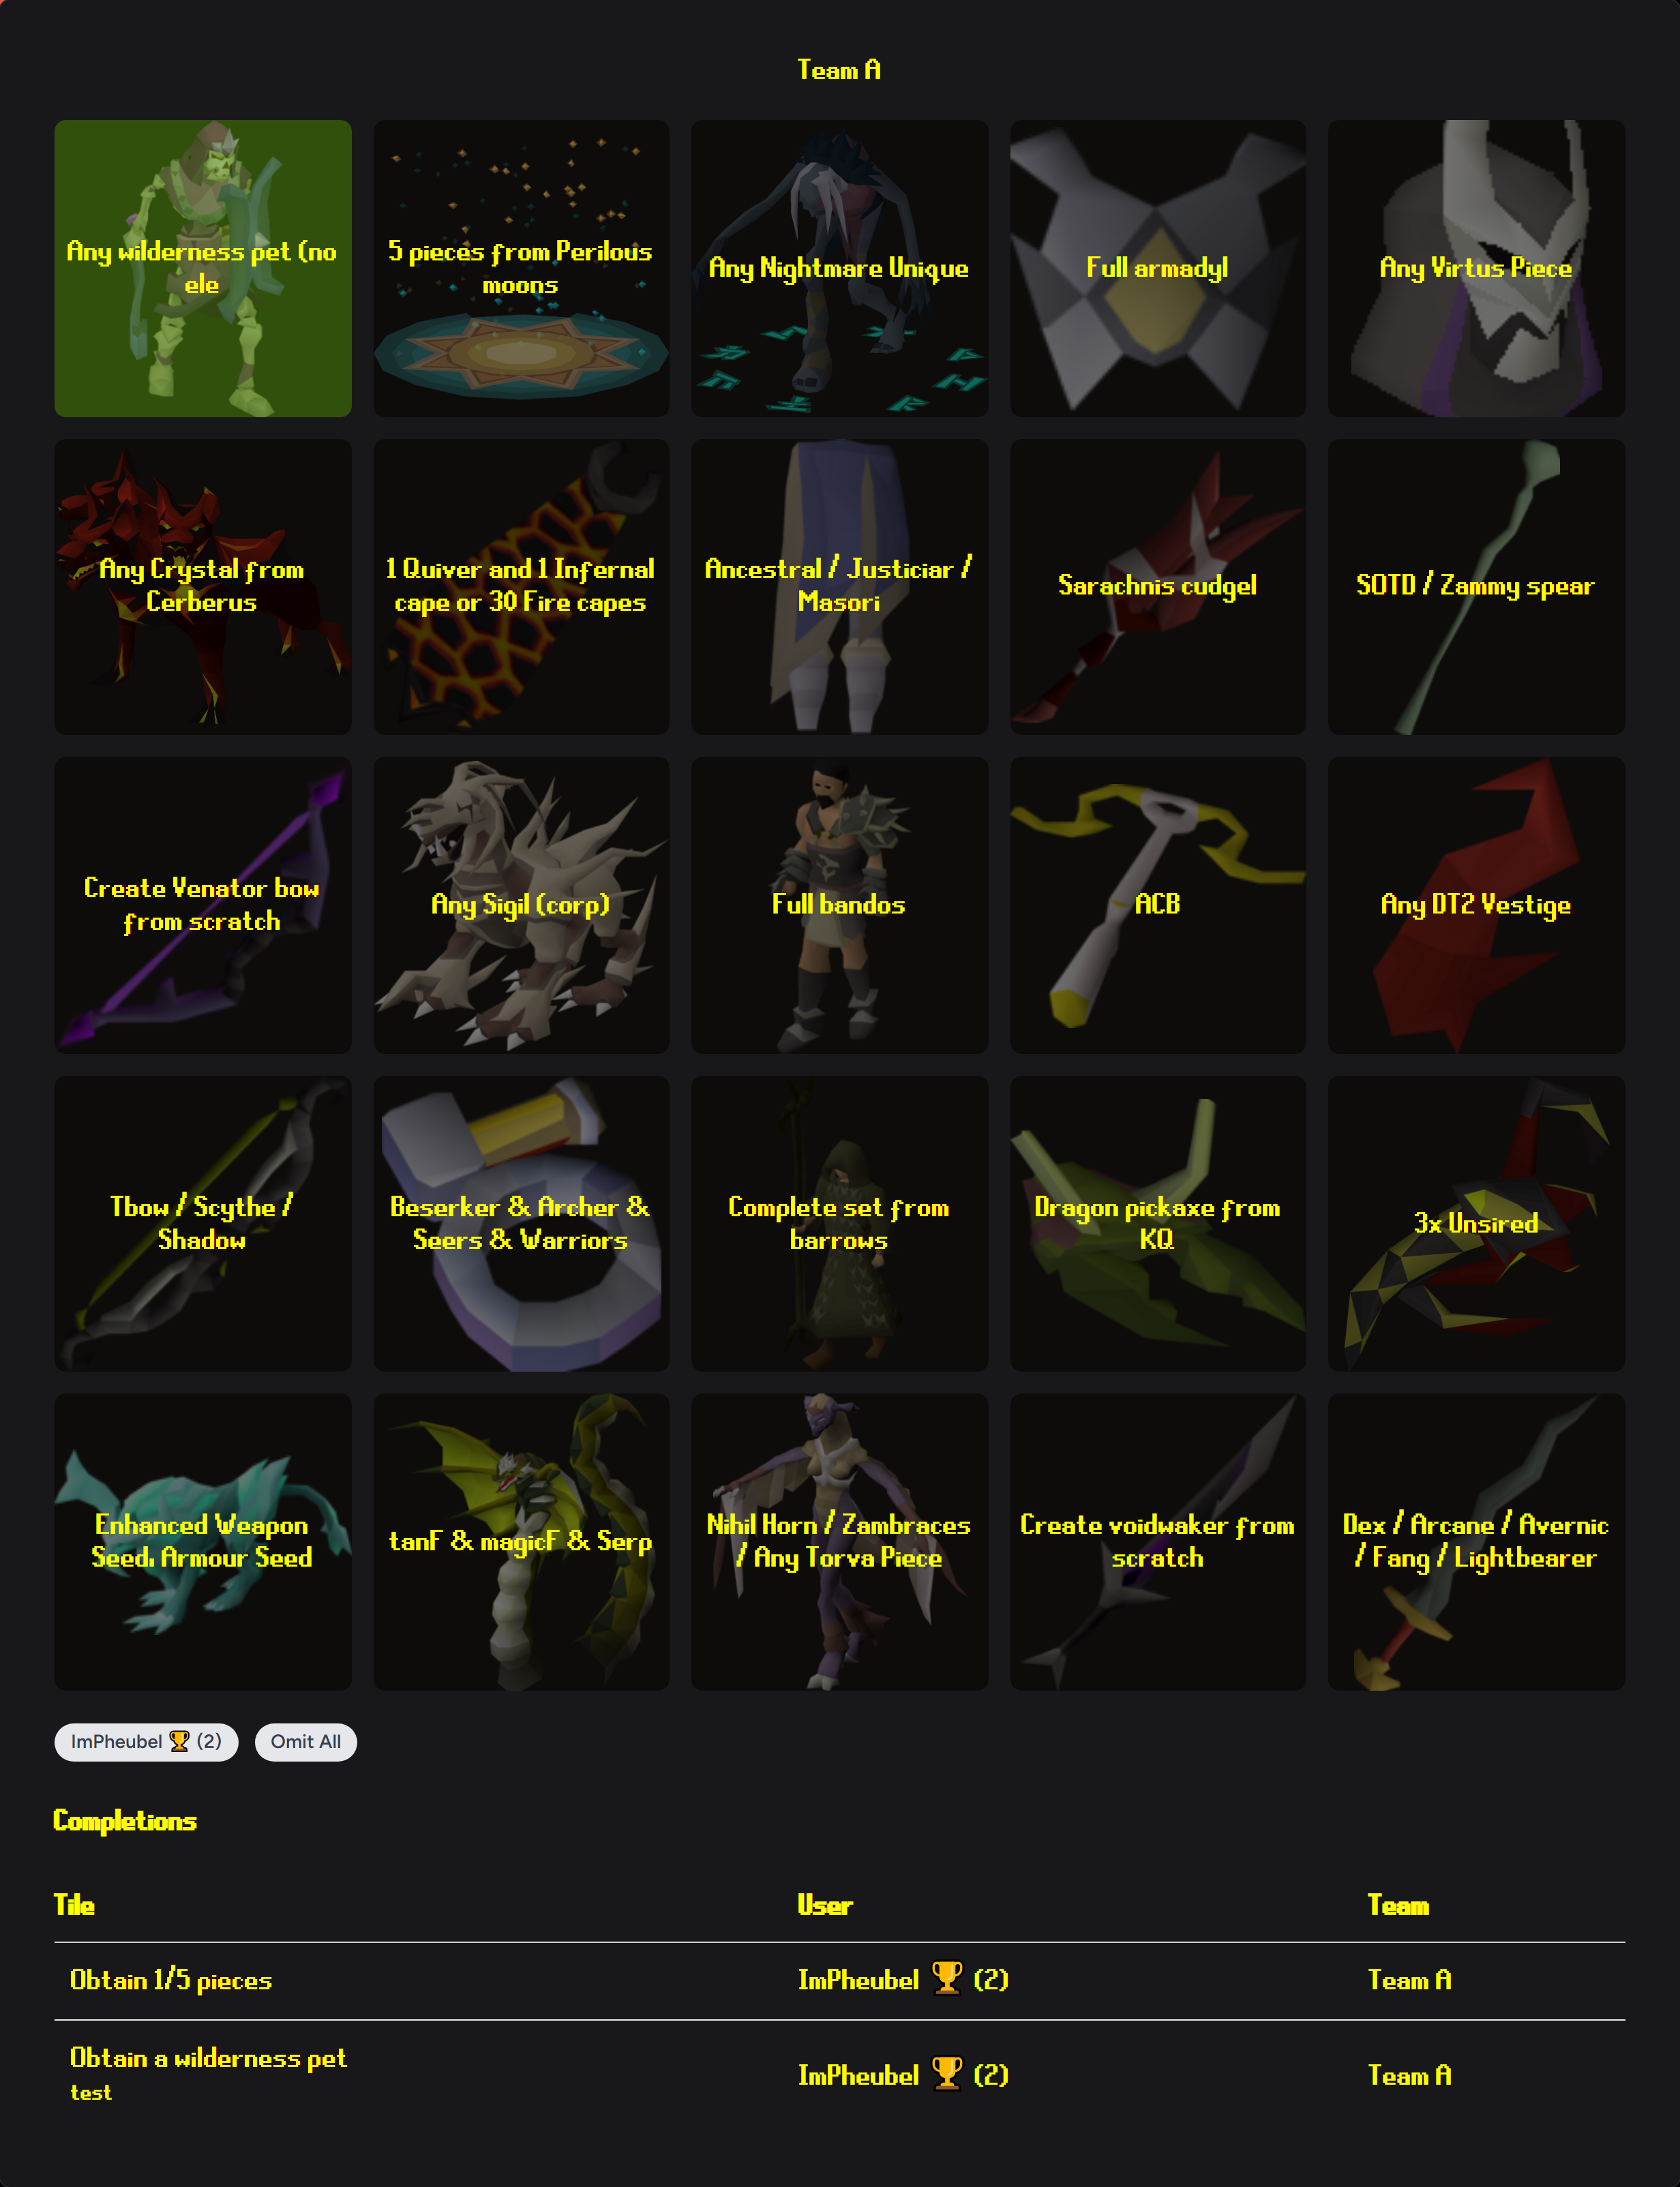 Team A
Any wilderness pet (no
ele
5 pieces from Perilous
moons
Any Nightmare Unique
Full armadyl
Any Virtus Piece
Any Crystal from
Cerberus
1 Quiver and 1 Infernal
cape or 30 Fire capes
Ancestral / Justiciar /
Masori
Sarachnis cudgel
SOTD / Zammy spear
Create Venator bow
from scratch
Any Sigil (corp)
Full bandos
ACB
Any DT2 Vestige
Tbow / Scythe /
Shadow
Beserker & Archer &
Seers & Warriors
Complete set from
barrows
Dragon pickaxe from
KQ
3x Unsired
Enhanced Weapon
Seed, Armour Seed
tanF & magicF & Serp
Nihil Horn / Zambraces
/ Any Torva Piece
Create voidwaker from
scratch
Dex / Arcane / Avernic
/ Fang / Lightbearer
ImPheubel 🏆 (2)
Omit All
Completions
Tile User Team
Obtain 1/5 pieces ImPheubel 🏆 (2) Team A
Obtain a wilderness pet
test
ImPheubel 🏆 (2) Team A